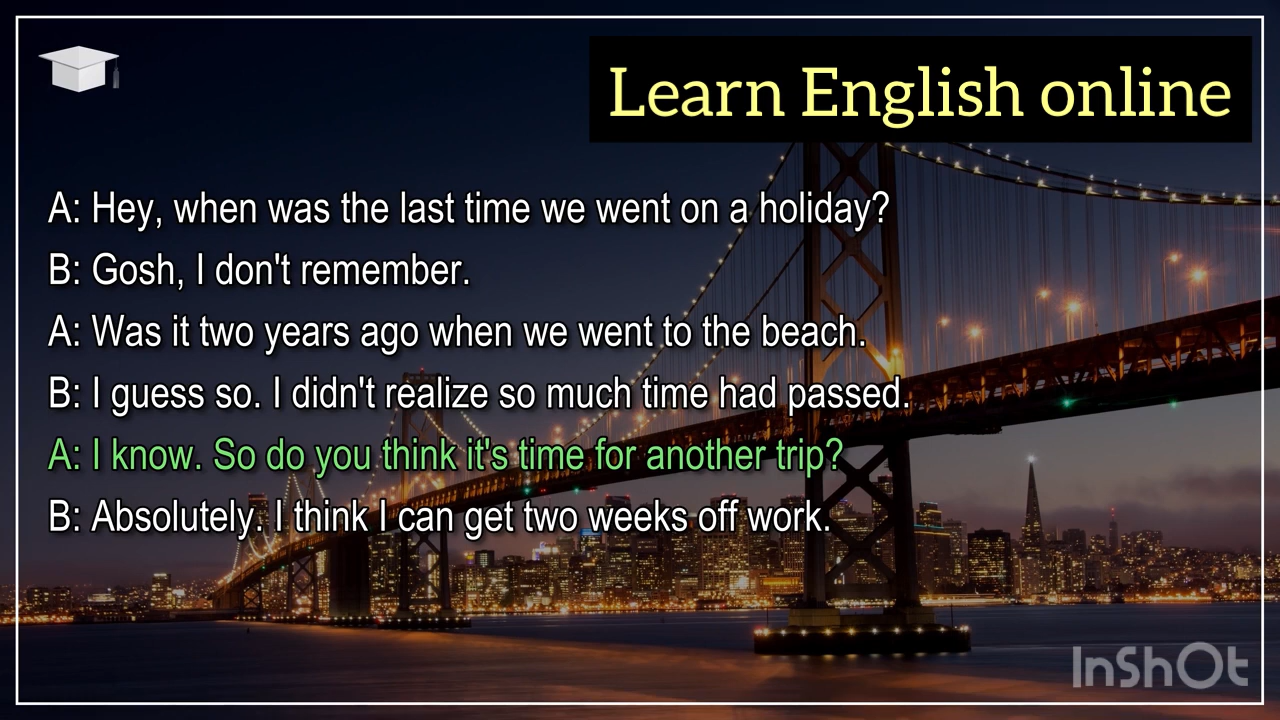 Learn English online
A: Hey, when was the last time we went on a holiday?
B: Gosh, I don't remember.
A: Was it two years ago when we went to the beach.
B: I guess so. I didn't realize so much time had passed.
A: I know. So do you think it's time for another trip?
B: Absolutely. I think I can get two weeks off work.
InShOt